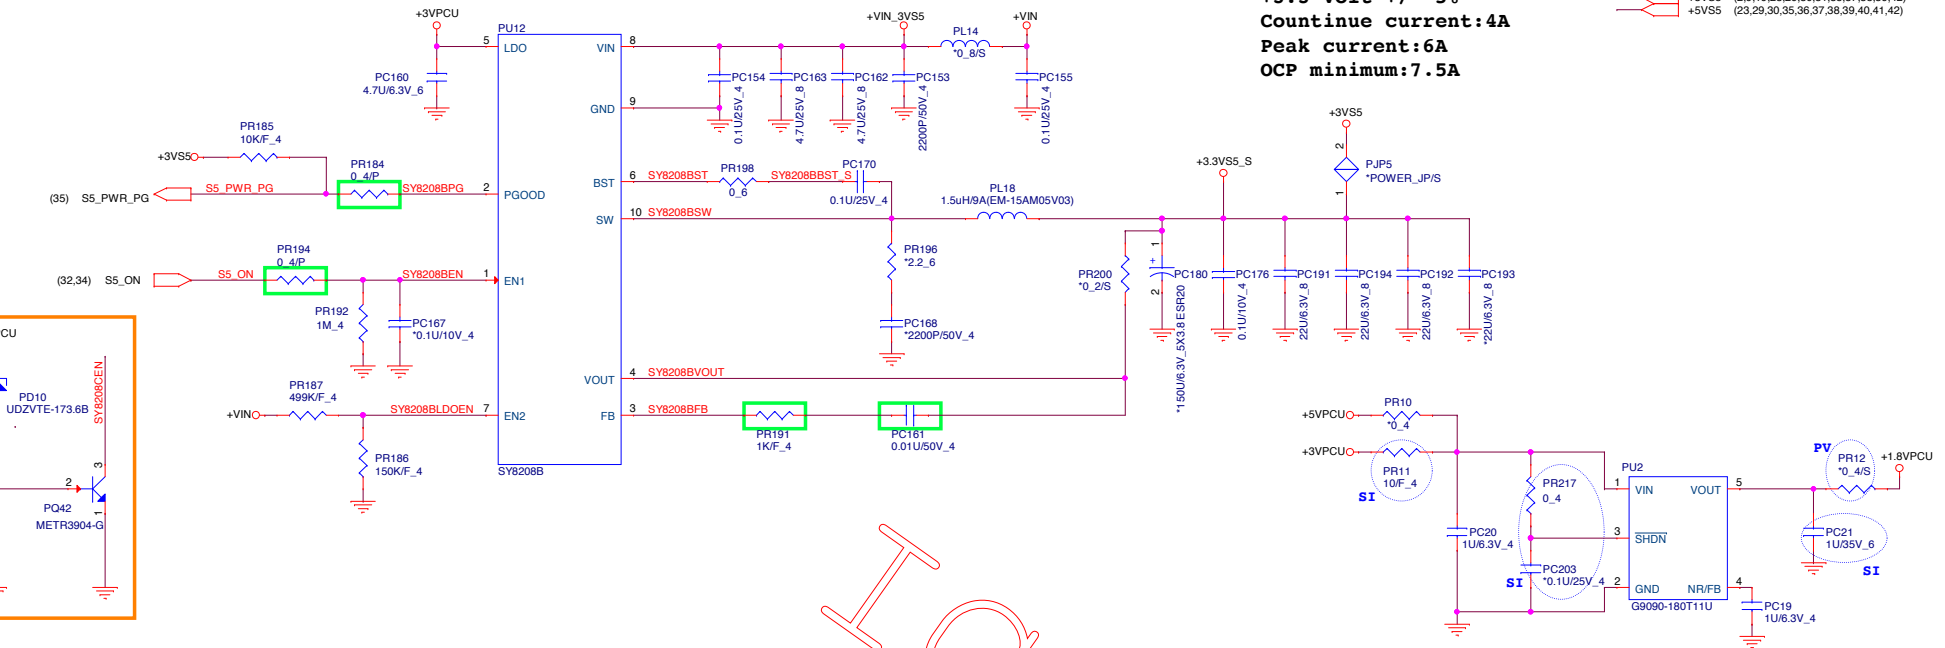 +3VPCU
PU12
5
LDO
PC160
4.7U/6.3V_6
PR185
10K/F_4
+3VS5
PR184
0_4/P
(35)
S5_PWR_PG
S5_PWR_PG
SY8208BPG
2
PGOOD
PR194
0_4/P
(32,34)
S5_ON
S5_ON
SY8208BEN
1
EN1
PR192
1M_4
PC167
*0.1U/10V_4
PR187
499K/F_4
+VIN
SY8208BLDOEN
7
EN2
PR186
150K/F_4
SY8208B
VIN
8
GND
9
BST
6
SW
10
VOUT
4
FB
3
+VIN_3VS5
PL14
*0_8/S
+VIN
PC154
0.1U/25V_4
PC163
4.7U/25V_8
PC162
4.7U/25V_8
PC153
2200P/50V_4
PC155
0.1U/25V_4
SY8208BST
PR198
0_6
SY8208BBST_S
PC170
0.1U/25V_4
SY8208BSW
PL18
1.5uH/9A(EM-15AM05V03)
PR196
*2.2_6
PC168
*2200P/50V_4
SY8208BVOUT
SY8208BFB
PR191
1K/F_4
PC161
0.01U/50V_4
PR200
*0_2/S
1
+
2
PC180
*150U/6.3V_5X3.8 ESR20
+3.3VS5_S
PC176
0.1U/10V_4
PC191
22U/6.3V_8
PC194
22U/6.3V_8
PC192
22U/6.3V_8
PC193
*22U/6.3V_8
+3VS5
2
PJP5
*POWER_JP/S
1
Countinue current:4A
Peak current:6A
OCP minimum:7.5A
+5VS5
(23,29,30,35,36,37,38,39,40,41,42)
CU
PD10
UDZVTE-173.6B
SY8208CEN
3
2
1
PQ42
METR3904-G
+5VPCU
PR10
*0_4
+3VPCU
PR11
10/F_4
SI
PC20
1U/6.3V_4
PR217
0_4
PC203
*0.1U/25V_4
SI
PU2
1
VIN
VOUT
5
3
SHDN
2
GND
NR/FB
4
G9090-180T11U
PC19
1U/6.3V_4
PV
PR12
*0_4/S
+1.8VPCU
PC21
1U/35V_6
SI